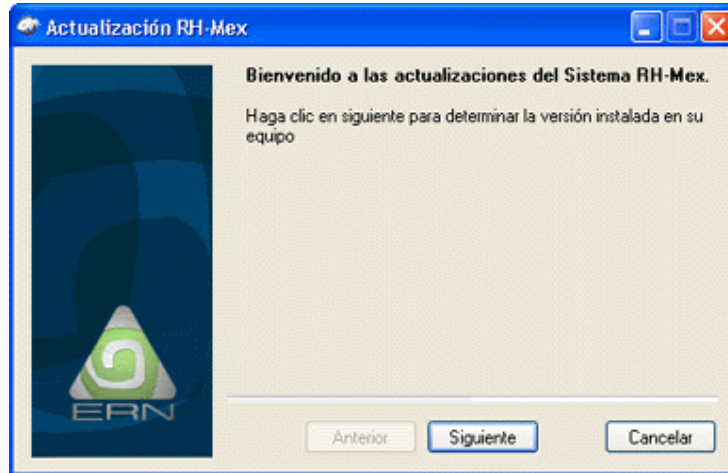 Actualización RH-Mex
Bienvenido a las actualizaciones del Sistema RH-Mex.
Haga clic en siguiente para determinar la versión instalada en su
equipo
ERN
Anterior
Siguiente
Cancelar